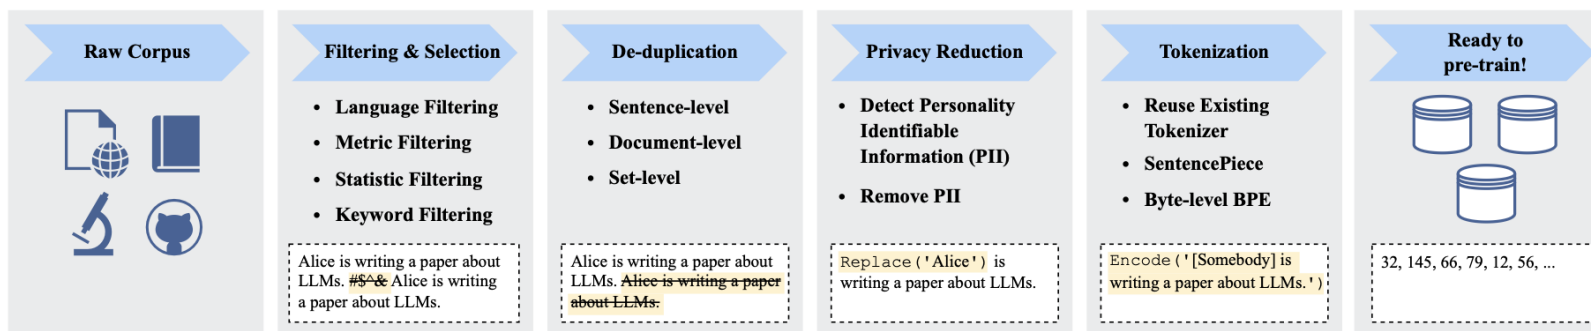 Raw Corpus
Filtering & Selection
• Language Filtering
• Metric Filtering
• Statistic Filtering
• Keyword Filtering
Alice is writing a paper about
LLMs. #$^& Alice is writing
a paper about LLMs.
De-duplication
• Sentence-level
• Document-level
• Set-level
Alice is writing a paper about
LLMs. Alice is writing a paper
about LLMs.
Privacy Reduction
• Detect Personality
Identifiable
Information (PII)
• Remove PII
Replace('Alice') is
writing a paper about LLMs.
Tokenization
• Reuse Existing
Tokenizer
• SentencePiece
• Byte-level BPE
Encode('[Somebody] is
writing a paper about LLMs.')
Ready to
pre-train!
32, 145, 66, 79, 12, 56, ...